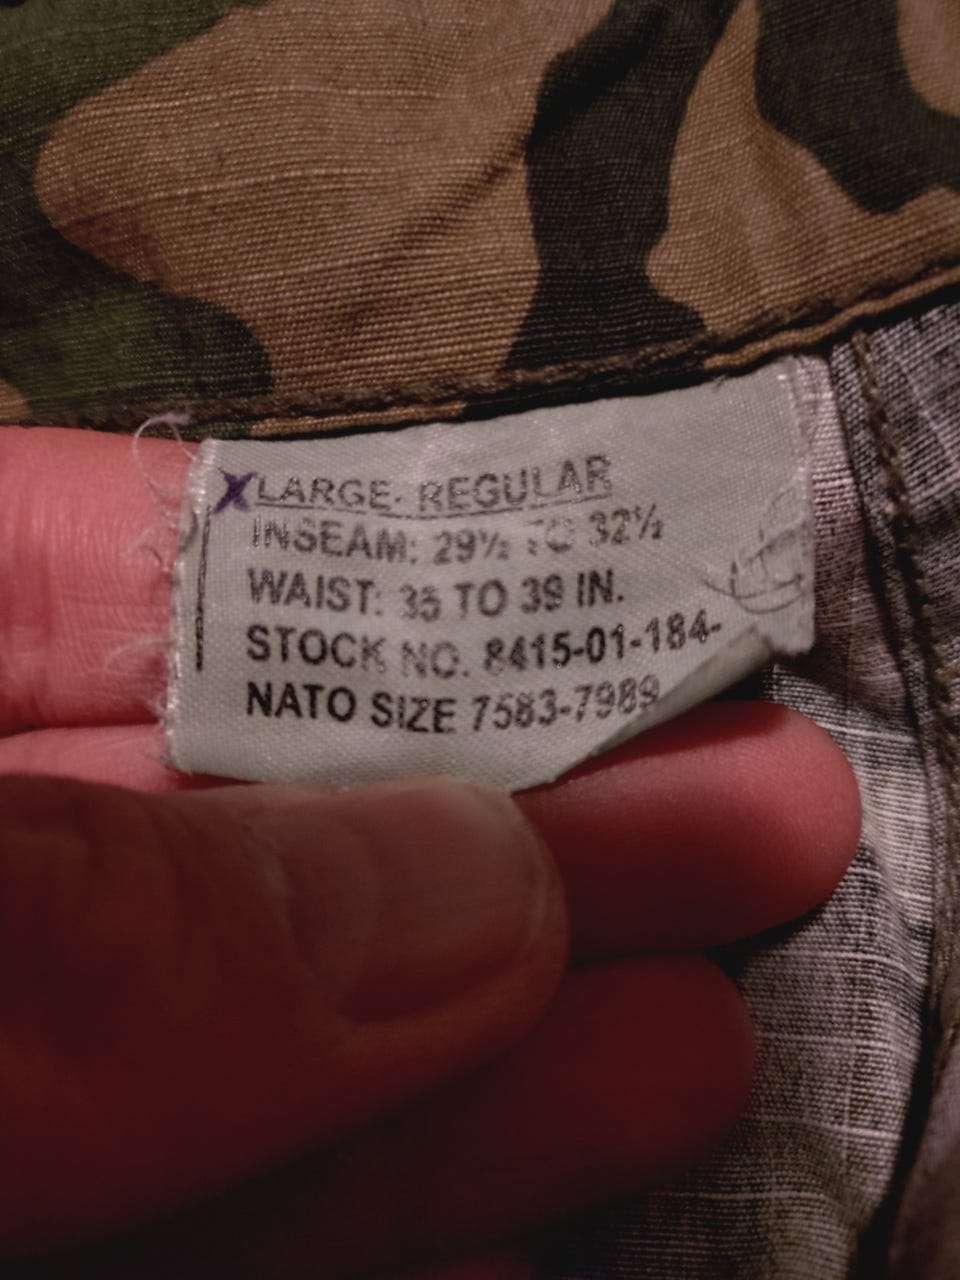 XLARGE- REGULAR
INSEAM: 29½ TO 32½
WAIST: 35 TO 39 IN.
STOCK NO. 8415-01-184-
NATO SIZE 7583-7989